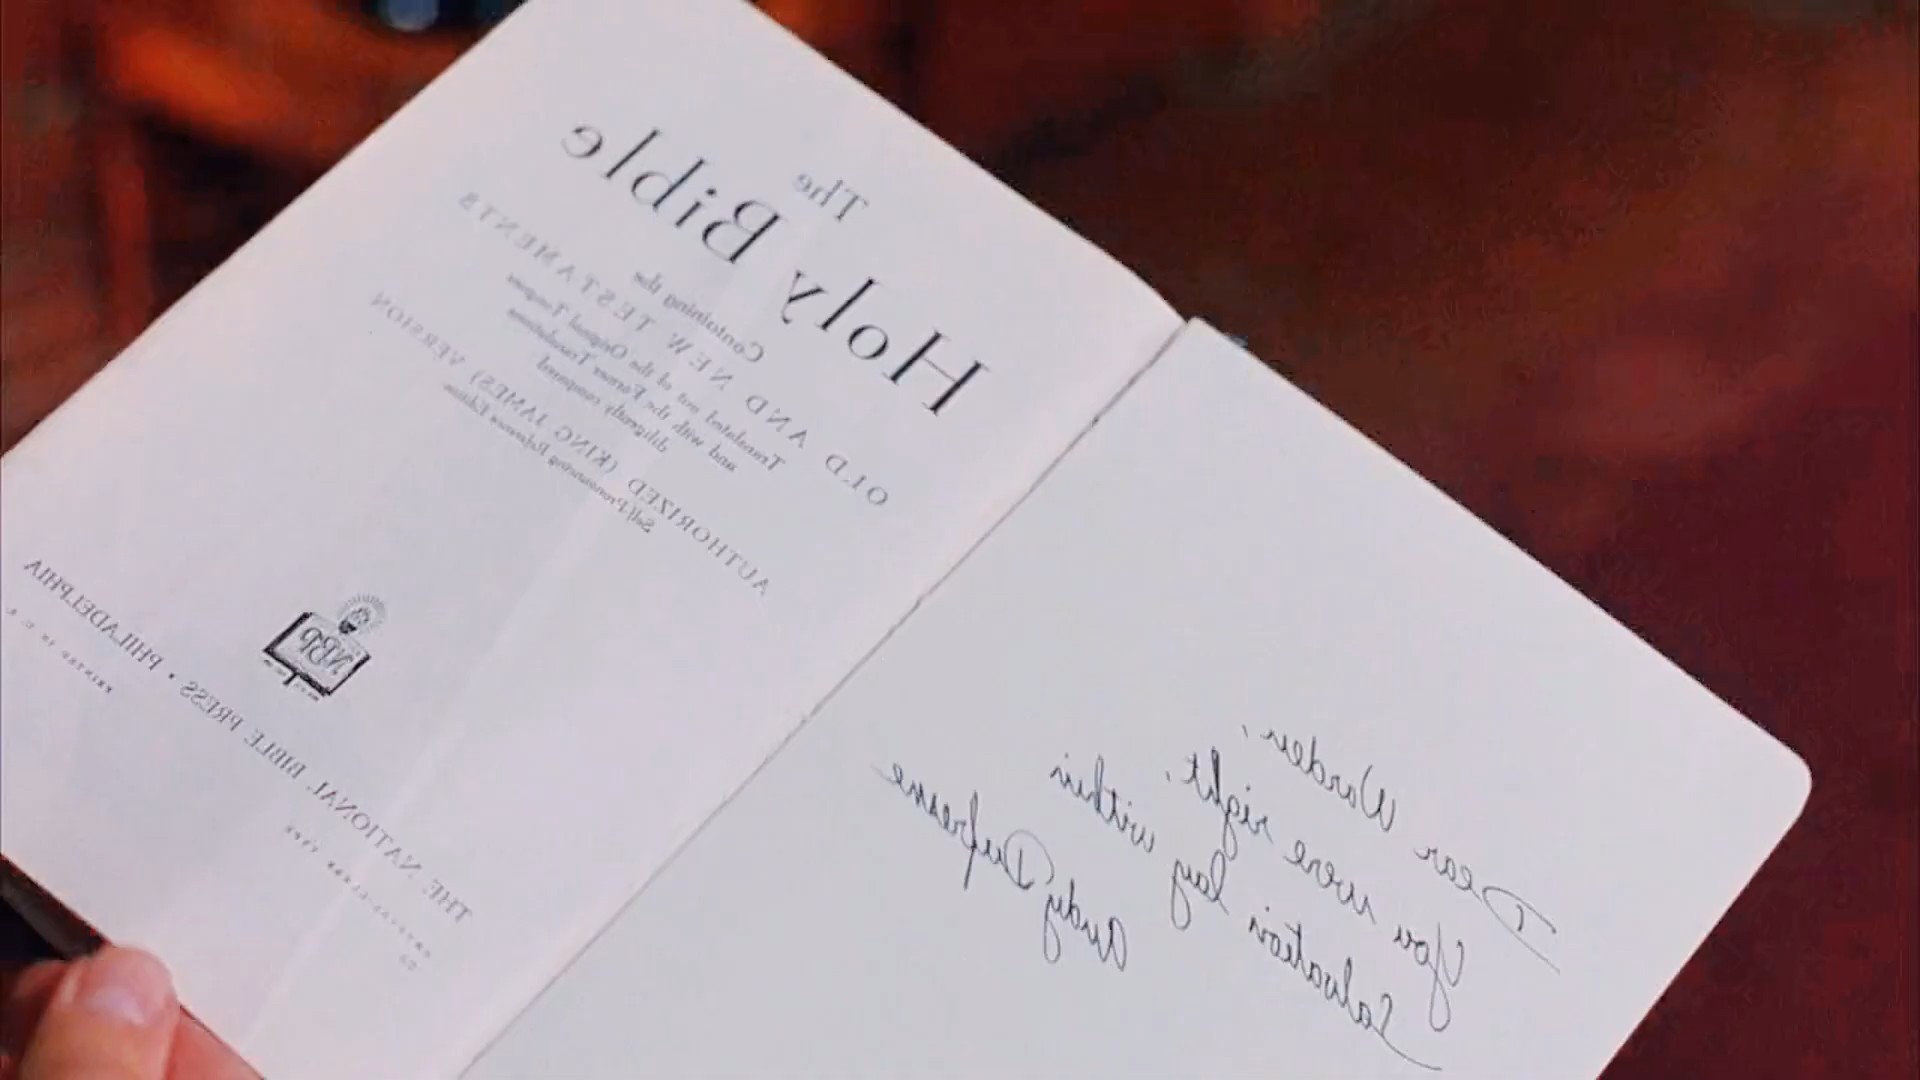 The
Holy Bible
Containing the
OLD AND NEW TESTAMENTS
Translated out of the Original Tongues
and with the Former Translations
diligently compared
AUTHORIZED (KING JAMES) VERSION
Self-Pronouncing Reference Edition
NBP
THE NATIONAL BIBLE PRESS • PHILADELPHIA
PRINTED IN U. S. A.
Dear Warden,
You were right.
Salvation lay within
Andy Dufresne